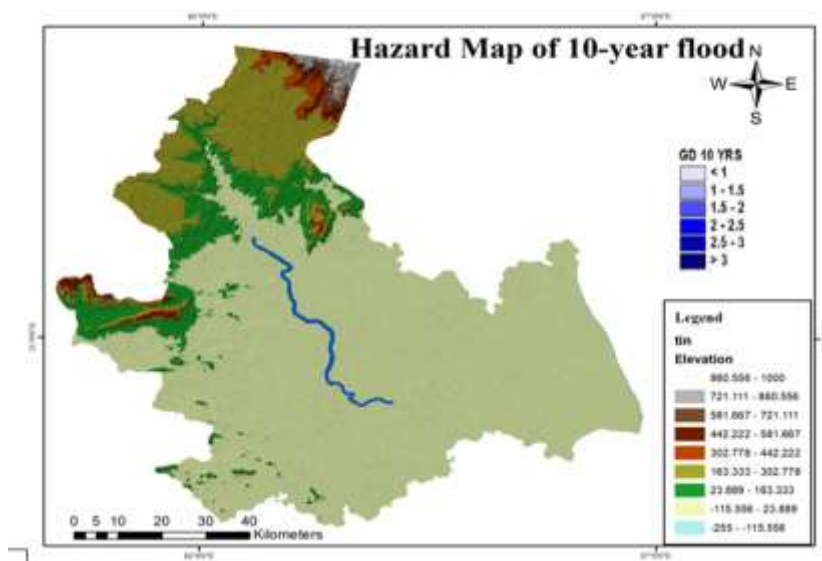 Hazard Map of 10-year flood
N
W E
S
GD 10 YRS
< 1
1 - 1.5
1.5 - 2
2 - 2.5
2.5 - 3
> 3
Legend
tin
Elevation
860.556 - 1000
721.111 - 860.556
581.667 - 721.111
442.222 - 581.667
302.778 - 442.222
163.333 - 302.778
23.889 - 163.333
-115.556 - 23.889
-255 - -115.556
0 5 10 20 30 40
Kilometers